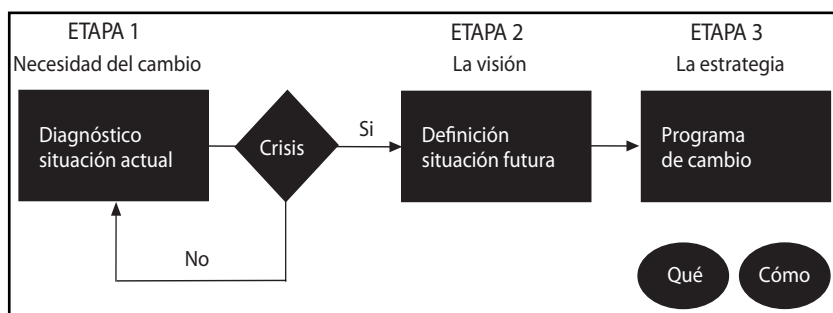 ETAPA 1
Necesidad del cambio
ETAPA 2
La visión
ETAPA 3
La estrategia
Diagnóstico
situación actual
Crisis
Si
Definición
situación futura
Programa
de cambio
No
Qué
Cómo